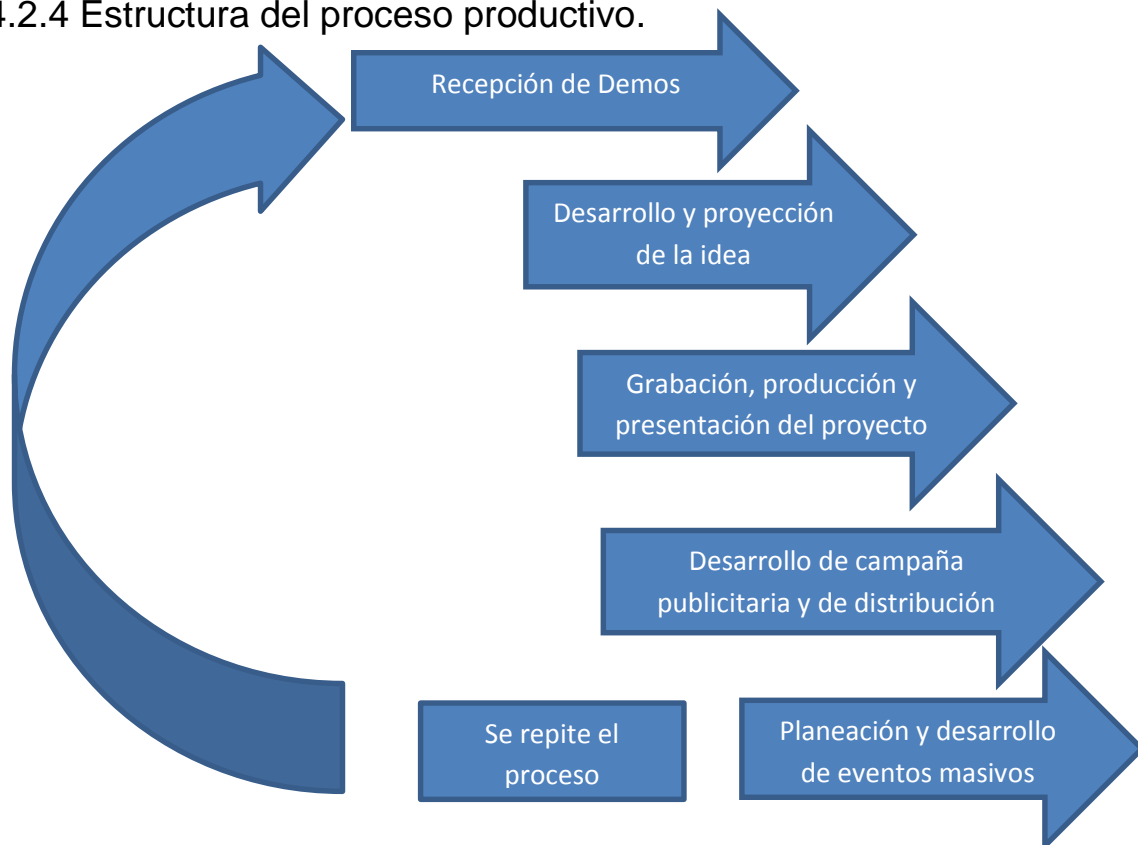 4.2.4 Estructura del proceso productivo.
Recepción de Demos
Desarrollo y proyección
de la idea
Grabación, producción y
presentación del proyecto
Desarrollo de campaña
publicitaria y de distribución
Se repite el
proceso
Planeación y desarrollo
de eventos masivos